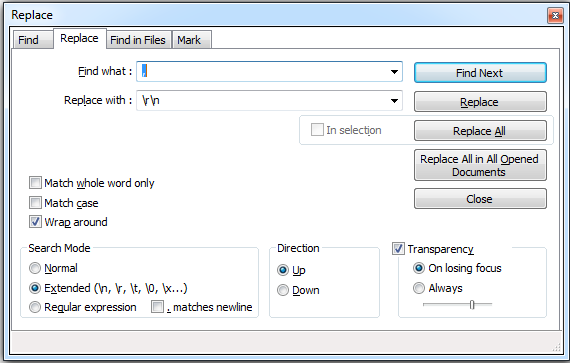 Replace
Find Replace Find in Files Mark
Find what : , Find Next
Replace with : \r\n Replace
In selection Replace All
Replace All in All Opened
Documents
Match whole word only Close
Match case
Wrap around
Search Mode Direction Transparency
Normal Up On losing focus
Extended (\n, \r, \t, \0, \x...) Down Always
Regular expression . matches newline